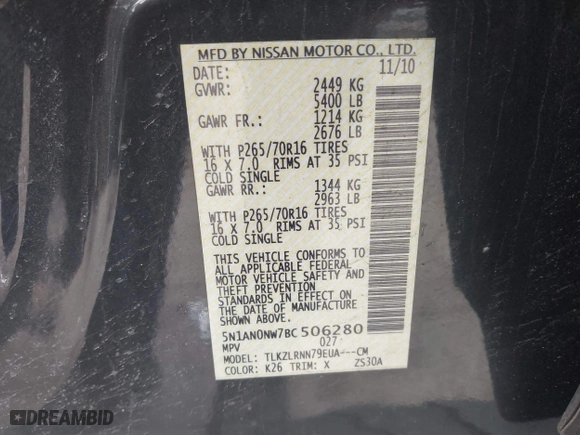 MFD BY NISSAN MOTOR CO., LTD.
DATE: 11/10
GVWR: 2449 KG
5400 LB
GAWR FR.: 1214 KG
2676 LB
WITH P265/70R16 TIRES
16 X 7.0 RIMS AT 35 PSI
COLD SINGLE
GAWR RR.: 1344 KG
2963 LB
WITH P265/70R16 TIRES
16 X 7.0 RIMS AT 35 PSI
COLD SINGLE
THIS VEHICLE CONFORMS TO
ALL APPLICABLE FEDERAL
MOTOR VEHICLE SAFETY AND
THEFT PREVENTION
STANDARDS IN EFFECT ON
THE DATE OF MANUFACTURE
SHOWN ABOVE.
5N1AN0NW7BC506280
MPV 027
MODEL: TLKZLRNN79EUA---CM
COLOR: K26 TRIM: X ZS30A
DREAMBID